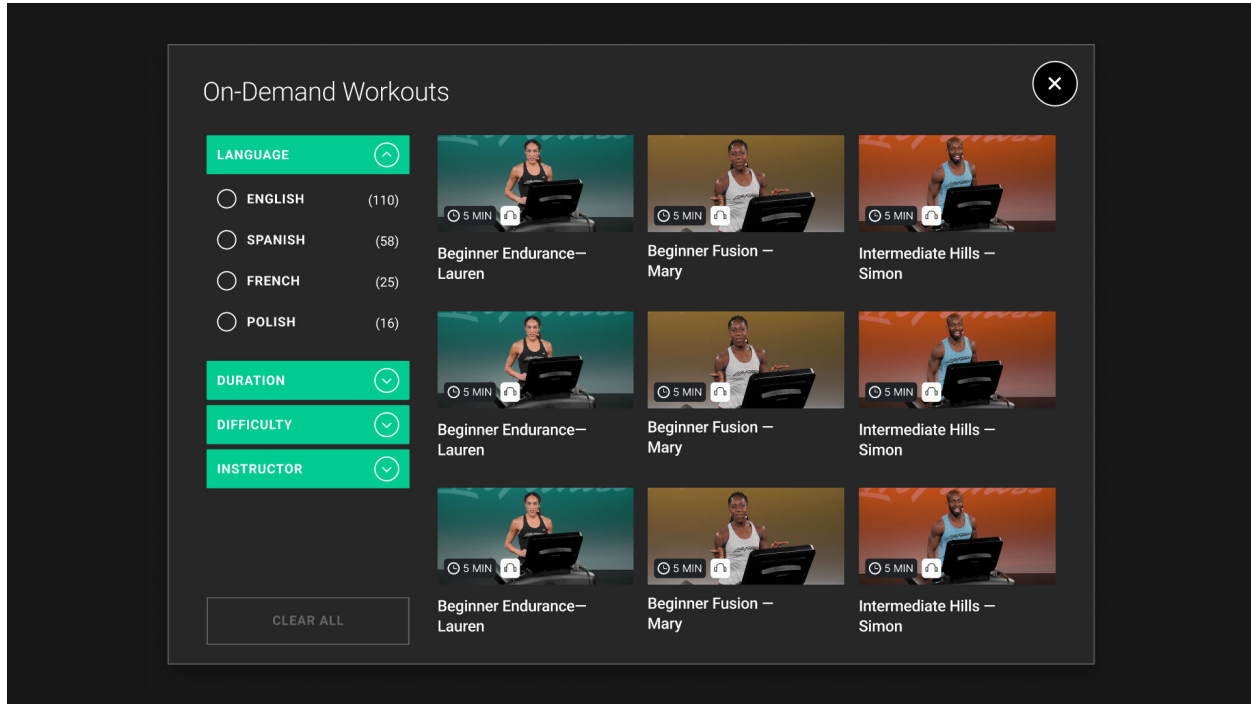 On-Demand Workouts
LANGUAGE
ENGLISH (110)
SPANISH (58)
FRENCH (25)
POLISH (16)
DURATION
DIFFICULTY
INSTRUCTOR
CLEAR ALL
5 MIN
Beginner Endurance—
Lauren
5 MIN
Beginner Fusion —
Mary
5 MIN
Intermediate Hills —
Simon
5 MIN
Beginner Endurance—
Lauren
5 MIN
Beginner Fusion —
Mary
5 MIN
Intermediate Hills —
Simon
5 MIN
Beginner Endurance—
Lauren
5 MIN
Beginner Fusion —
Mary
5 MIN
Intermediate Hills —
Simon